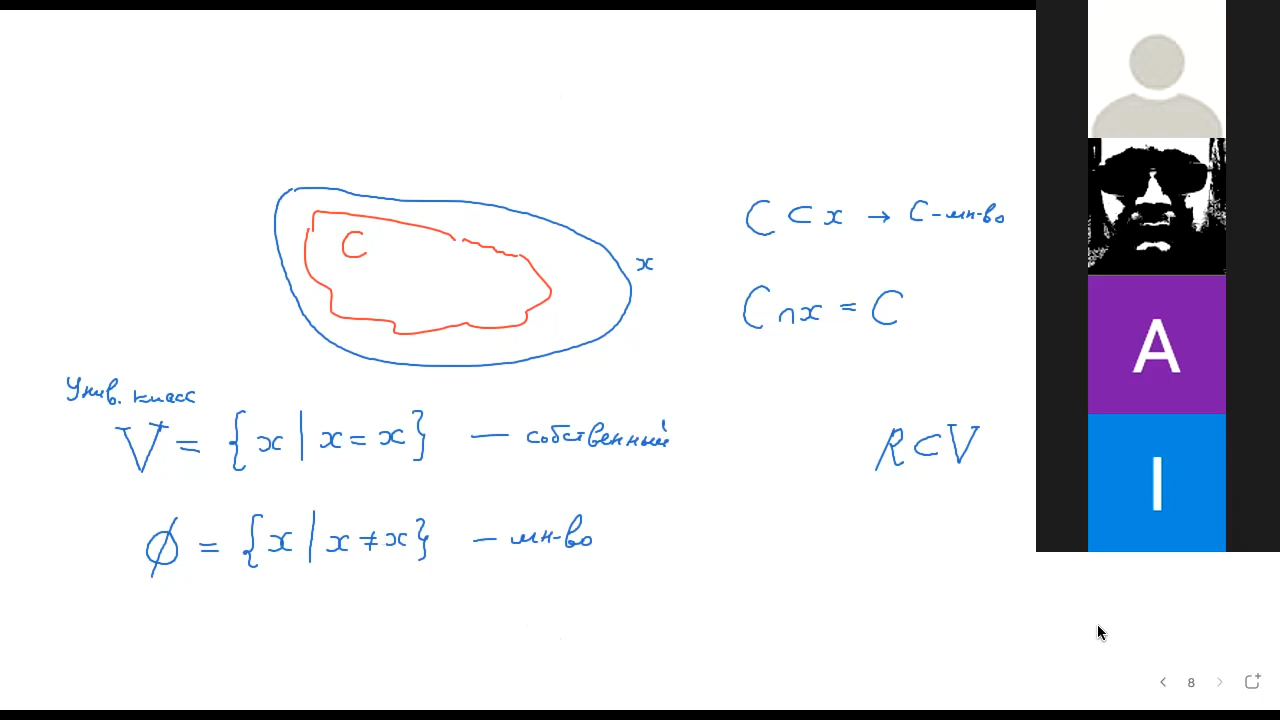 C
x
C ⊂ x → C-мн-во
C ∩ x = C
Унив. класс
V = {x | x = x} — собственный
R ⊂ V
∅ = {x | x ≠ x} — мн-во
A
I
8